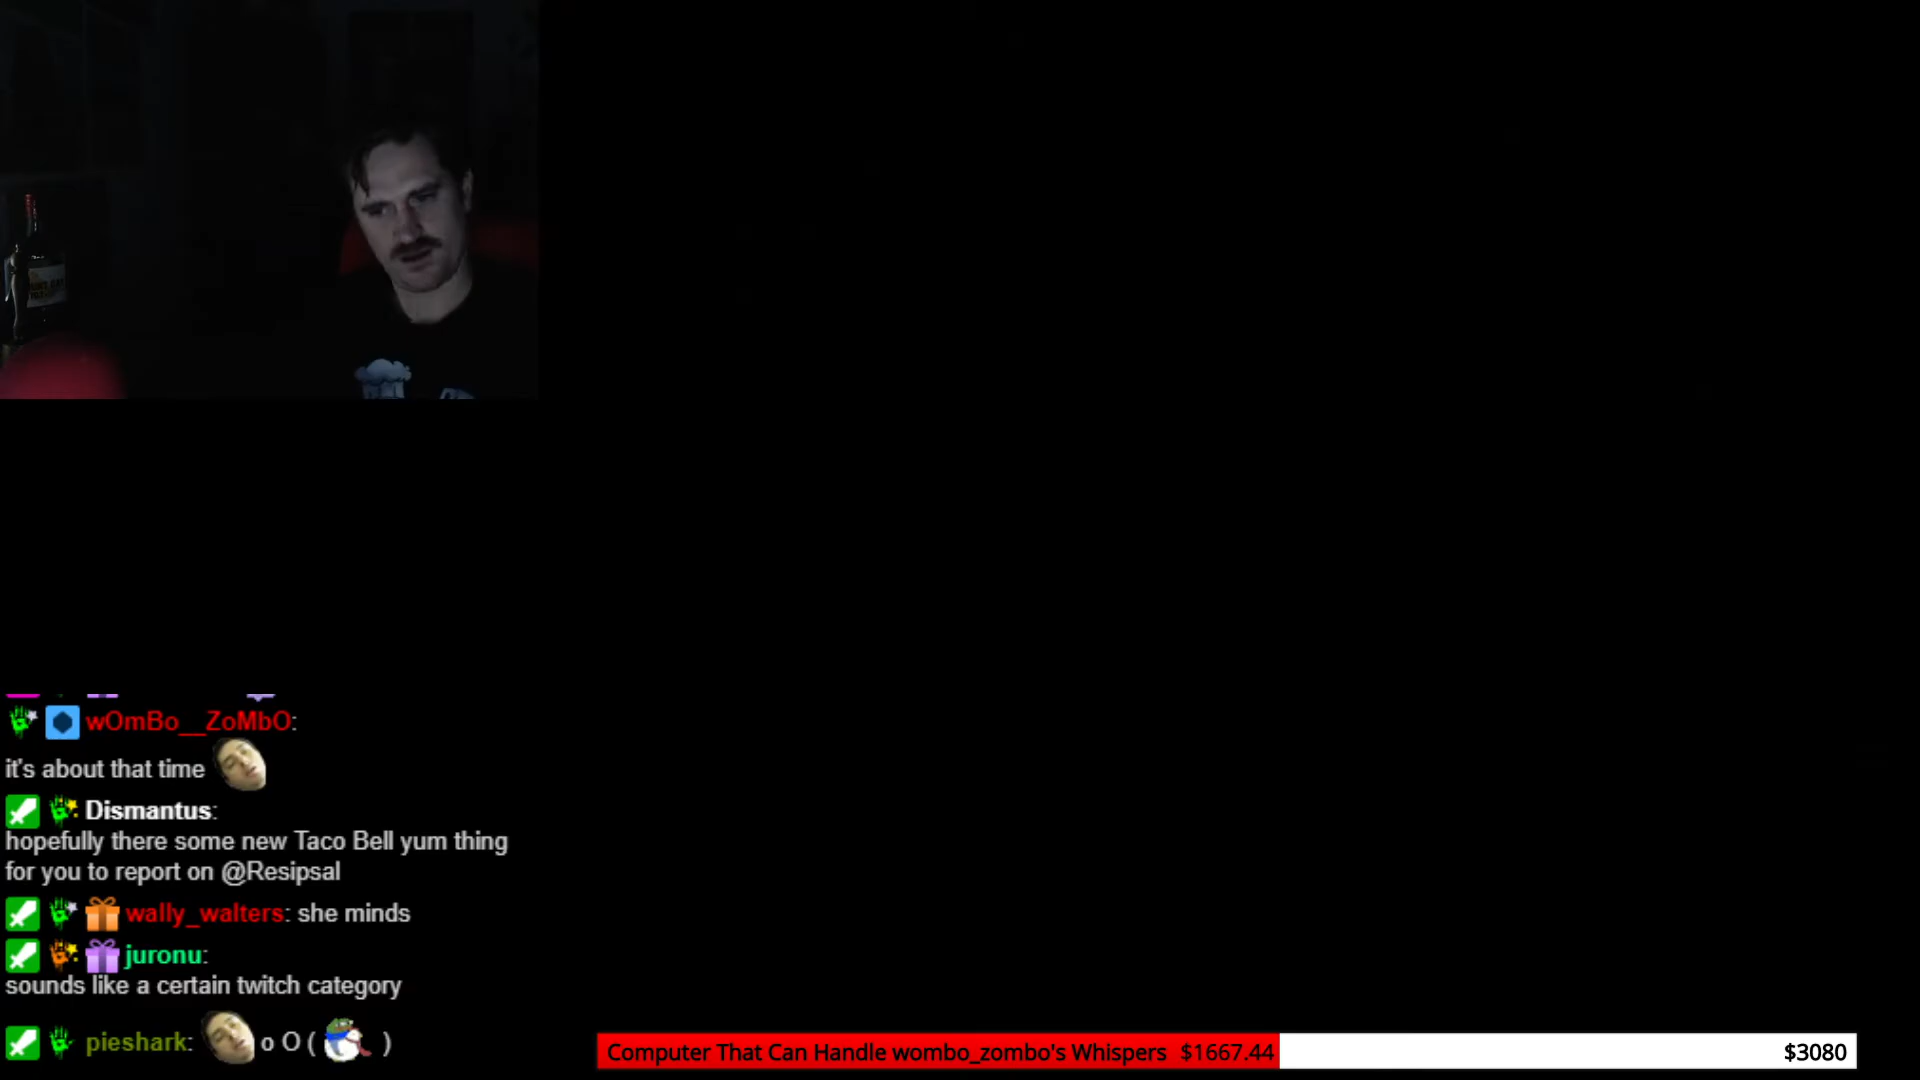 wOmBo__ZoMbO:
it's about that time
Dismantus:
hopefully there some new Taco Bell yum thing
for you to report on @Resipsal
wally_walters: she minds
juronu:
sounds like a certain twitch category
pieshark: o O ( )
Computer That Can Handle wombo_zombo's Whispers $1667.44 $3080